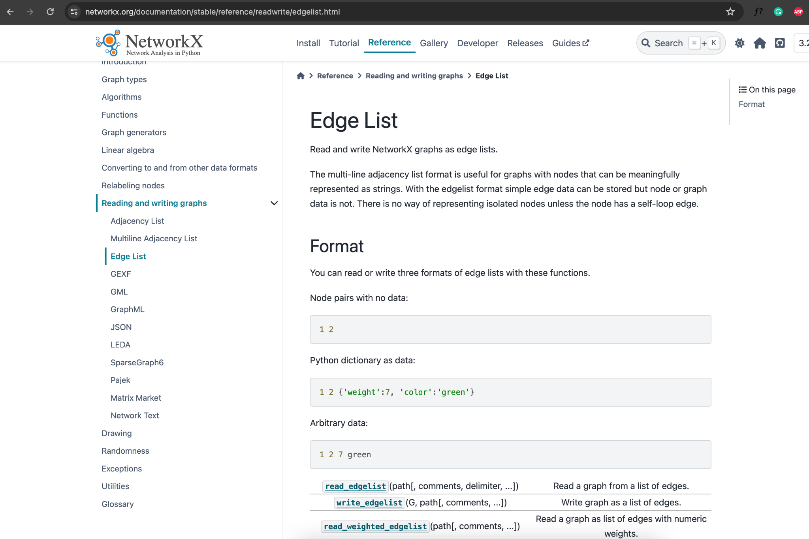 networkx.org/documentation/stable/reference/readwrite/edgelist.html
f?
ABP
NetworkX
Network Analysis in Python
Install Tutorial Reference Gallery Developer Releases Guides
Search + K
3.2
Introduction
Graph types
Algorithms
Functions
Graph generators
Linear algebra
Converting to and from other data formats
Relabeling nodes
Reading and writing graphs
Adjacency List
Multiline Adjacency List
Edge List
GEXF
GML
GraphML
JSON
LEDA
SparseGraph6
Pajek
Matrix Market
Network Text
Drawing
Randomness
Exceptions
Utilities
Glossary
> Reference > Reading and writing graphs > Edge List
Edge List
Read and write NetworkX graphs as edge lists.
The multi-line adjacency list format is useful for graphs with nodes that can be meaningfully
represented as strings. With the edgelist format simple edge data can be stored but node or graph
data is not. There is no way of representing isolated nodes unless the node has a self-loop edge.
Format
You can read or write three formats of edge lists with these functions.
Node pairs with no data:
1 2
Python dictionary as data:
1 2 {'weight':7, 'color':'green'}
Arbitrary data:
1 2 7 green
read_edgelist(path[, comments, delimiter, ...]) Read a graph from a list of edges.
write_edgelist(G, path[, comments, ...]) Write graph as a list of edges.
read_weighted_edgelist(path[, comments, ...]) Read a graph as list of edges with numeric
weights.
On this page
Format